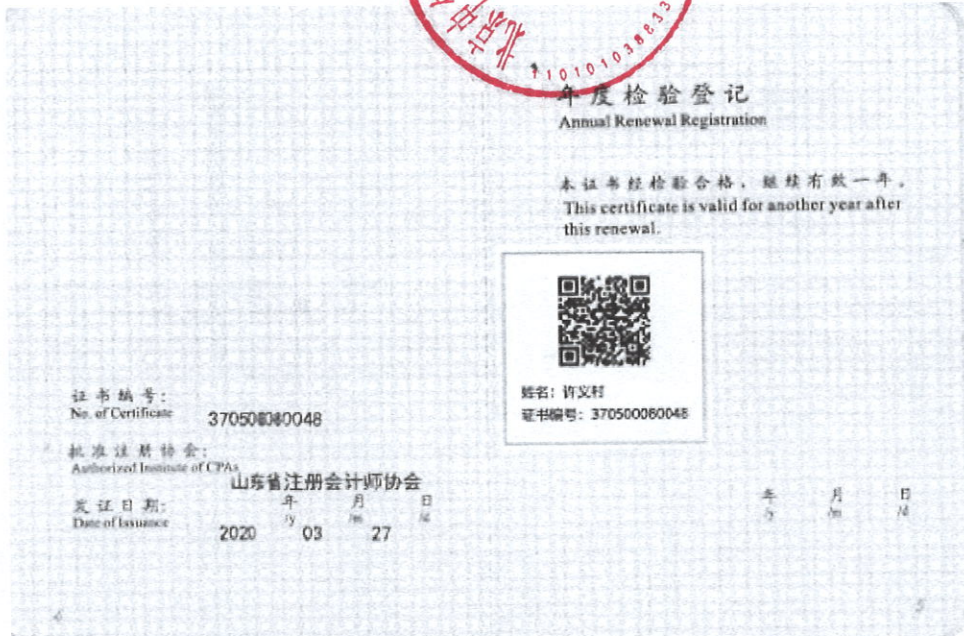 1101010388833
年度检验登记
Annual Renewal Registration
本证书经检验合格，继续有效一年。
This certificate is valid for another year after
this renewal.
姓名：许义村
证书编号：370500080048
证书编号：
No. of Certificate
370500080048
批准注册协会：
Authorized Institute of CPAs
山东省注册会计师协会
发证日期：
Date of Issuance
年 月 日
/y /m /d
2020 03 27
年 月 日
/y /m /d
5